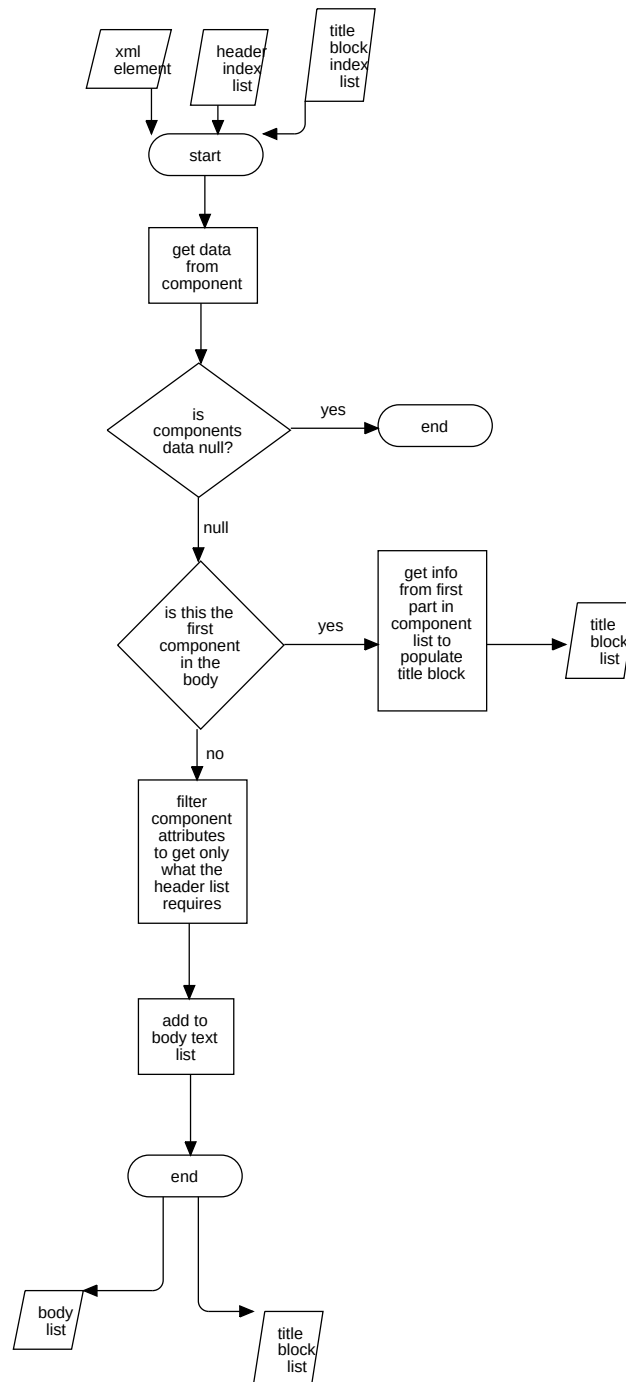 xml
element
header
index
list
title
block
index
list
start
get data
from
component
is
components
data null?
yes
end
null
is this the
first
component
in the
body
yes
get info
from first
part in
component
list to
populate
title block
title
block
list
no
filter
component
attributes
to get only
what the
header list
requires
add to
body text
list
end
body
list
title
block
list